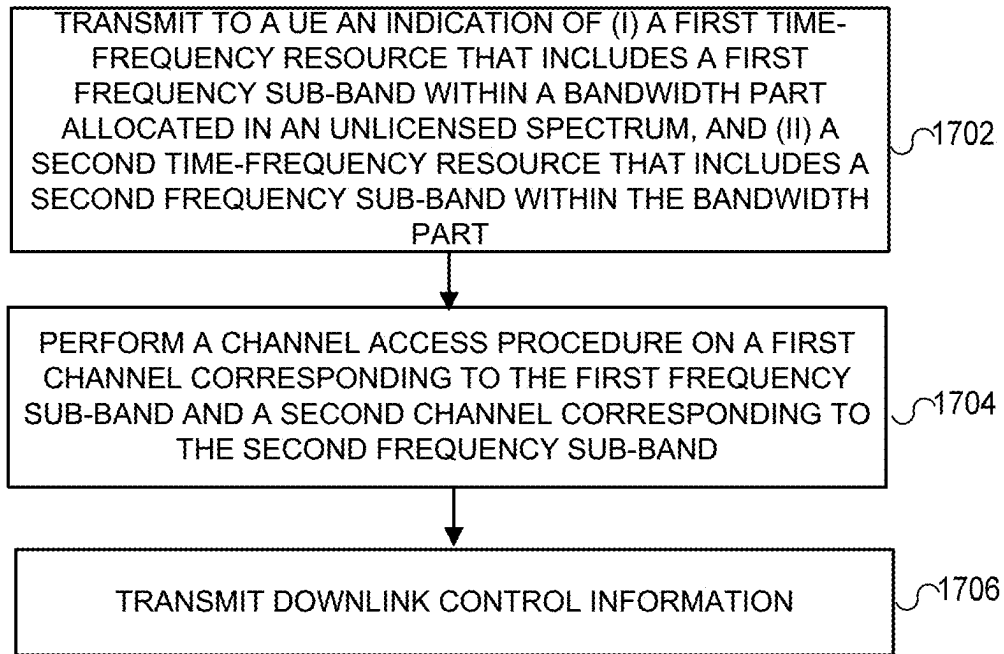 TRANSMIT TO A UE AN INDICATION OF (I) A FIRST TIME-
FREQUENCY RESOURCE THAT INCLUDES A FIRST
FREQUENCY SUB-BAND WITHIN A BANDWIDTH PART
ALLOCATED IN AN UNLICENSED SPECTRUM, AND (II) A
SECOND TIME-FREQUENCY RESOURCE THAT INCLUDES A
SECOND FREQUENCY SUB-BAND WITHIN THE BANDWIDTH
PART
1702
PERFORM A CHANNEL ACCESS PROCEDURE ON A FIRST
CHANNEL CORRESPONDING TO THE FIRST FREQUENCY
SUB-BAND AND A SECOND CHANNEL CORRESPONDING TO
THE SECOND FREQUENCY SUB-BAND
1704
TRANSMIT DOWNLINK CONTROL INFORMATION
1706